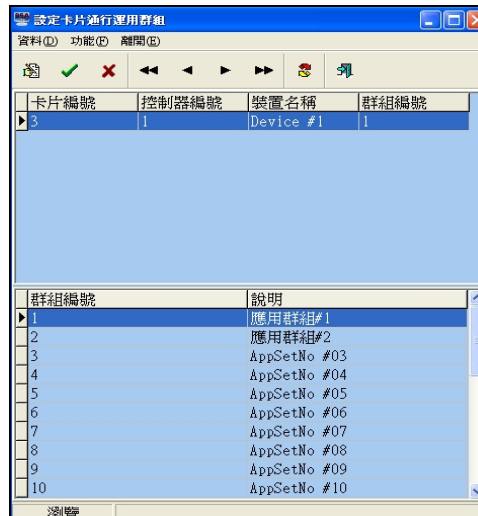 設定卡片通行運用群組
資料(D) 功能(F) 離開(E)
卡片編號 控制器編號 裝置名稱 群組編號
3 1 Device #1 1
群組編號 說明
1 應用群組#1
2 應用群組#2
3 AppSetNo #03
4 AppSetNo #04
5 AppSetNo #05
6 AppSetNo #06
7 AppSetNo #07
8 AppSetNo #08
9 AppSetNo #09
10 AppSetNo #10
瀏覽